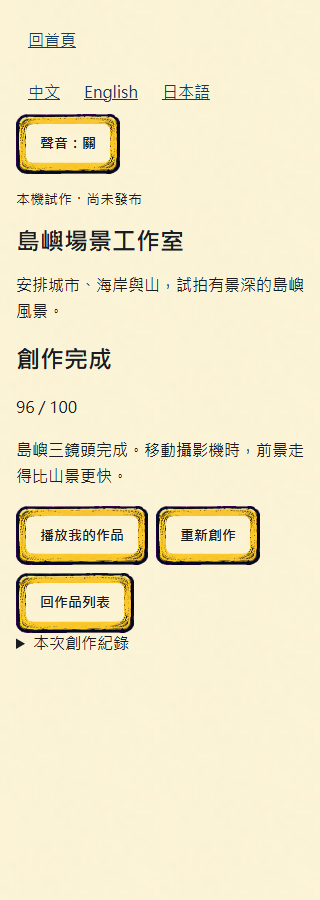 回首頁
中文 English 日本語
聲音：關
本機試作・尚未發布
島嶼場景工作室
安排城市、海岸與山，試拍有景深的島嶼
風景。
創作完成
96 / 100
島嶼三鏡頭完成。移動攝影機時，前景走
得比山景更快。
播放我的作品 重新創作
回作品列表
▶ 本次創作紀錄